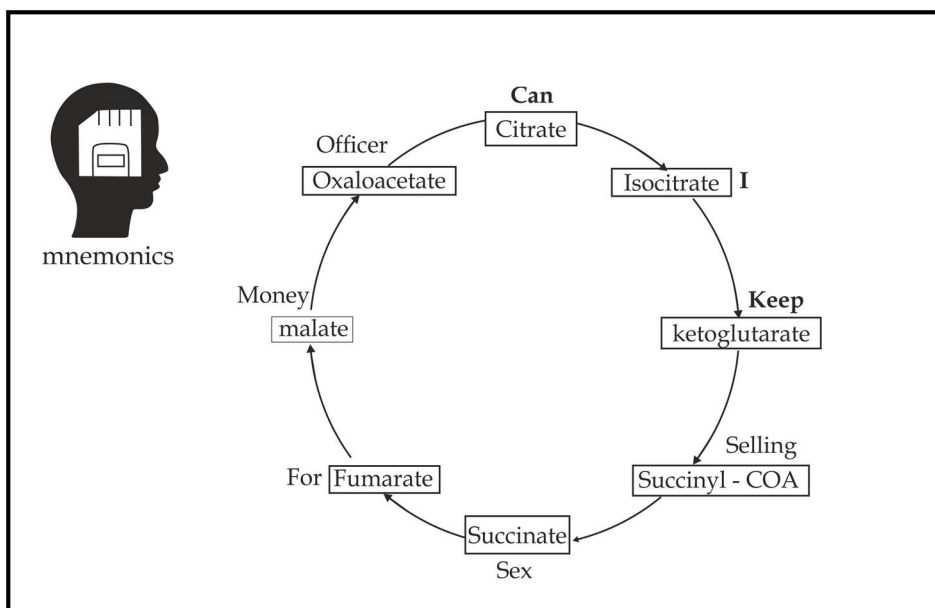 mnemonics
Can
Citrate
Isocitrate I
Keep
ketoglutarate
Selling
Succinyl - COA
Succinate
Sex
For Fumarate
Money
malate
Officer
Oxaloacetate